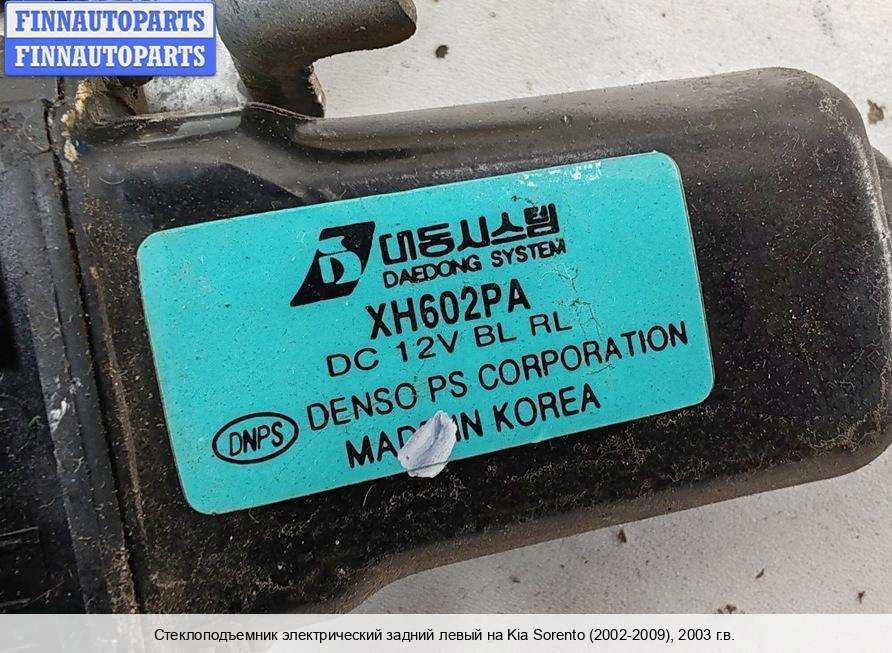 FINNAUTOPARTS
FINNAUTOPARTS
대동시스템
DAEDONG SYSTEM
XH602PA
DC 12V BL RL
DNPS DENSO PS CORPORATION
MADE IN KOREA
Стеклоподъемник электрический задний левый на Kia Sorento (2002-2009), 2003 г.в.